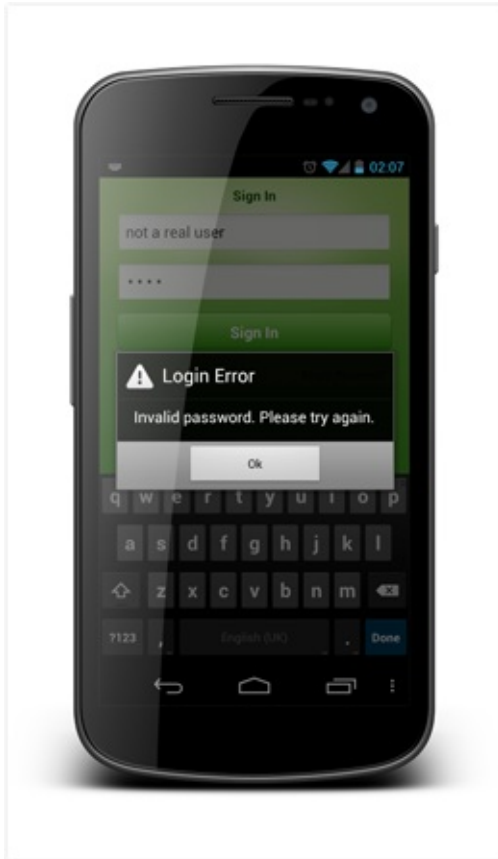 02:07
Sign In
not a real user
••••
Sign In
Login Error
Invalid password. Please try again.
Ok
q w e r t y u i o p
a s d f g h j k l
z x c v b n m
?123 , English (UK) . Done